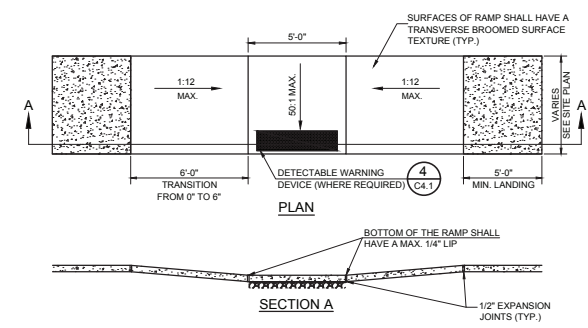 SURFACES OF RAMP SHALL HAVE A
TRANSVERSE BROOMED SURFACE
TEXTURE (TYP.)
5'-0"
1:12
MAX.
50:1 MAX.
1:12
MAX.
VARIES
SEE SITE PLAN
A
A
6'-0"
TRANSITION
FROM 0" TO 6"
DETECTABLE WARNING
DEVICE (WHERE REQUIRED)
4
C4.1
5'-0"
MIN. LANDING
PLAN
BOTTOM OF THE RAMP SHALL
HAVE A MAX. 1/4" LIP
SECTION A
1/2" EXPANSION
JOINTS (TYP.)